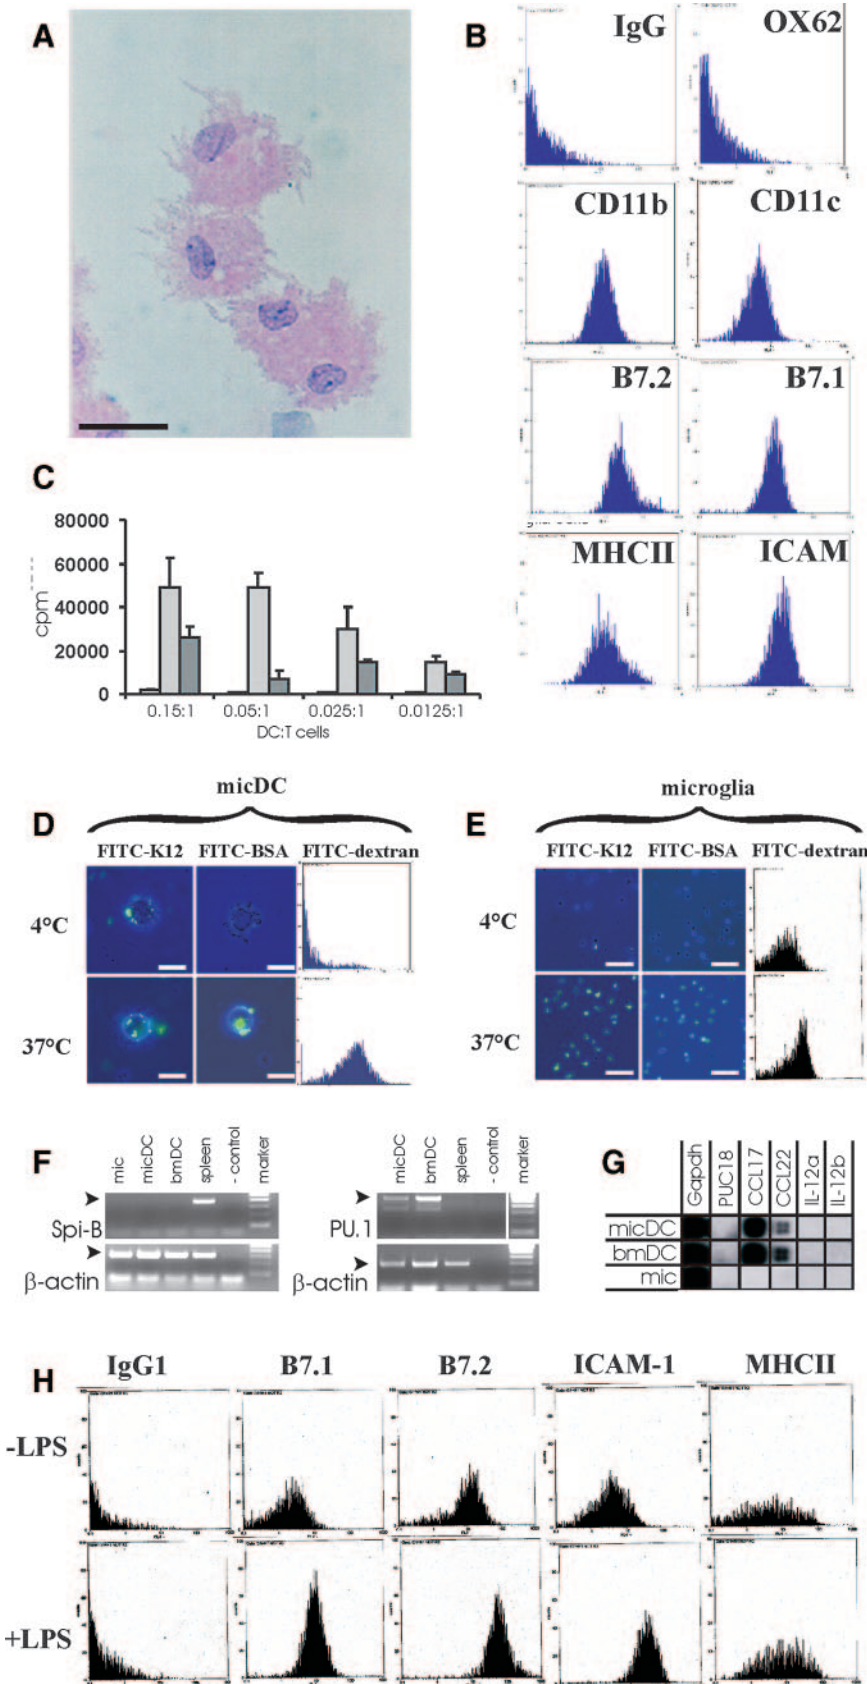 A
B
IgG
OX62
CD11b
CD11c
B7.2
B7.1
MHCII
ICAM
C
80000
60000
40000
20000
0
cpm
0.15:1
0.05:1
0.025:1
0.0125:1
DC:T cells
micDC
microglia
D
E
FITC-K12
FITC-BSA
FITC-dextran
FITC-K12
FITC-BSA
FITC-dextran
4°C
4°C
37°C
37°C
F
mic
micDC
bmDC
spleen
- control
marker
micDC
bmDC
spleen
- control
marker
Spi-B
PU.1
β-actin
β-actin
G
Gapdh
PUC18
CCL17
CCL22
IL-12a
IL-12b
micDC
bmDC
mic
H
IgG1
B7.1
B7.2
ICAM-1
MHCII
-LPS
+LPS